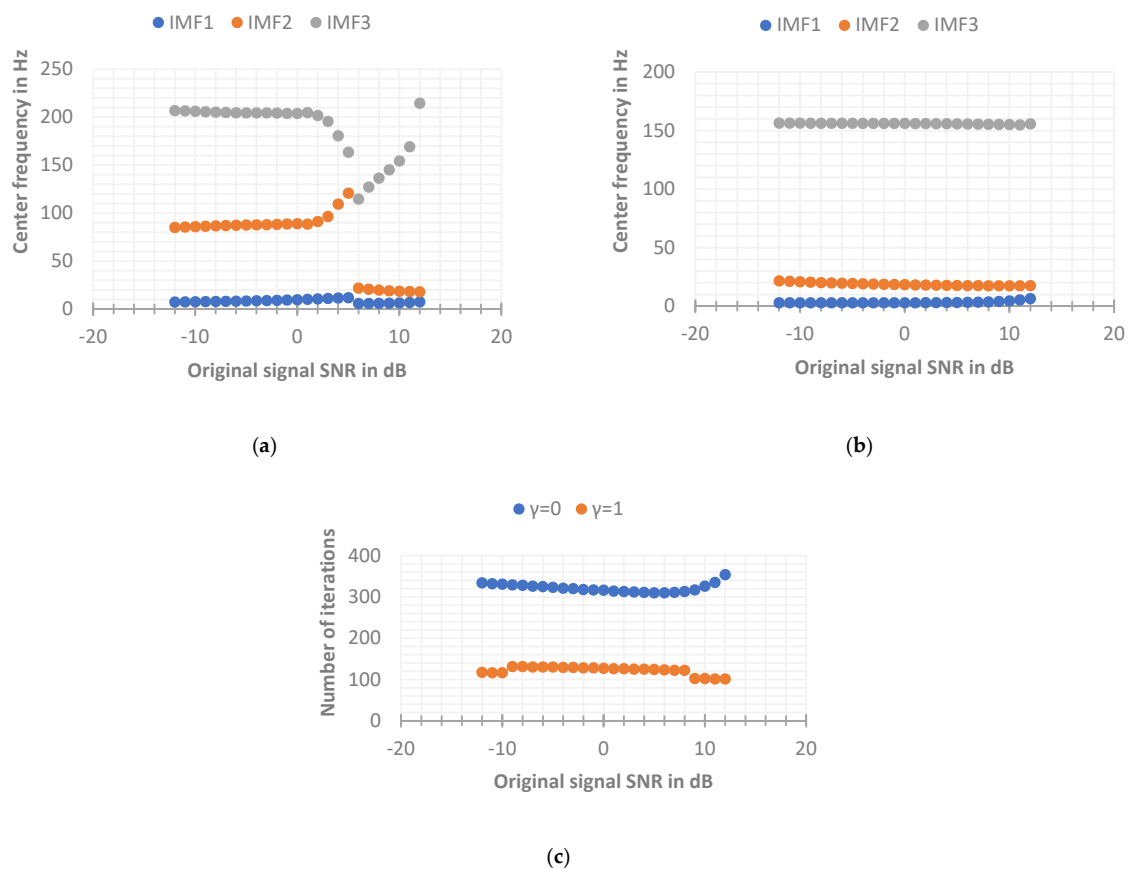 IMF1 IMF2 IMF3
Center frequency in Hz
250
200
150
100
50
0
-20 -10 0 10 20
Original signal SNR in dB
(a)
IMF1 IMF2 IMF3
Center frequency in Hz
200
150
100
50
0
-20 -10 0 10 20
Original signal SNR in dB
(b)
γ=0 γ=1
Number of iterations
400
300
200
100
0
-20 -10 0 10 20
Original signal SNR in dB
(c)